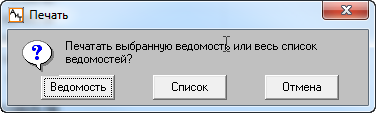 Печать
Печатать выбранную ведомость или весь список
ведомостей?
Ведомость
Список
Отмена